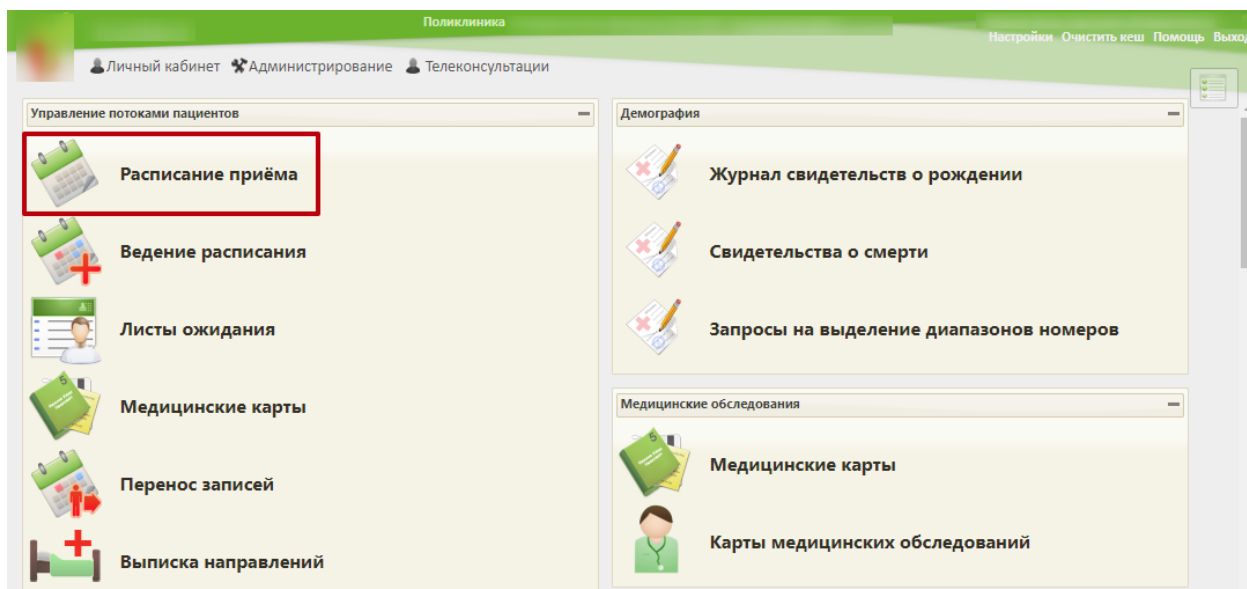 Поликлиника
Настройки Очистить кеш Помощь Выход
Личный кабинет Администрирование Телеконсультации
Управление потоками пациентов
Расписание приёма
Ведение расписания
Листы ожидания
Медицинские карты
Перенос записей
Выписка направлений
Демография
Журнал свидетельств о рождении
Свидетельства о смерти
Запросы на выделение диапазонов номеров
Медицинские обследования
Медицинские карты
Карты медицинских обследований